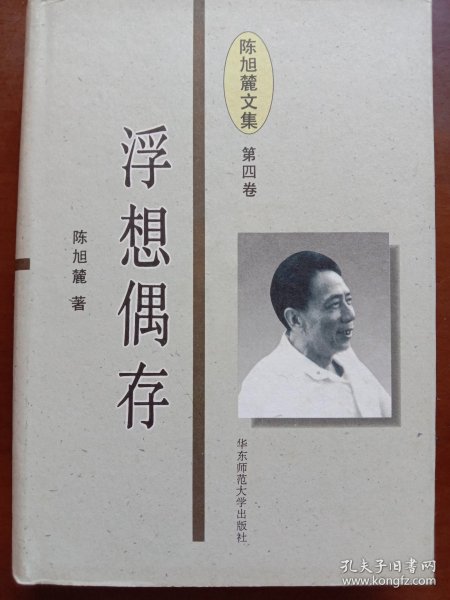 陈旭麓文集
第四卷
浮想偶存
陈旭麓 著
华东师范大学出版社
孔夫子旧书网
www.kongfz.com